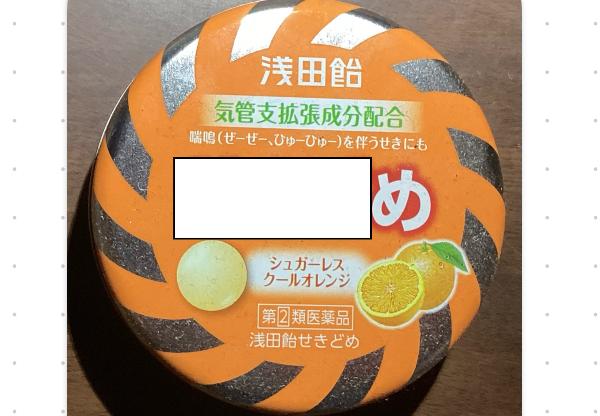 浅田飴
気管支拡張成分配合
喘鳴(ぜーぜー、ひゅーひゅー)を伴うせきにも
め
シュガーレス
クールオレンジ
第②類医薬品
浅田飴せきどめ